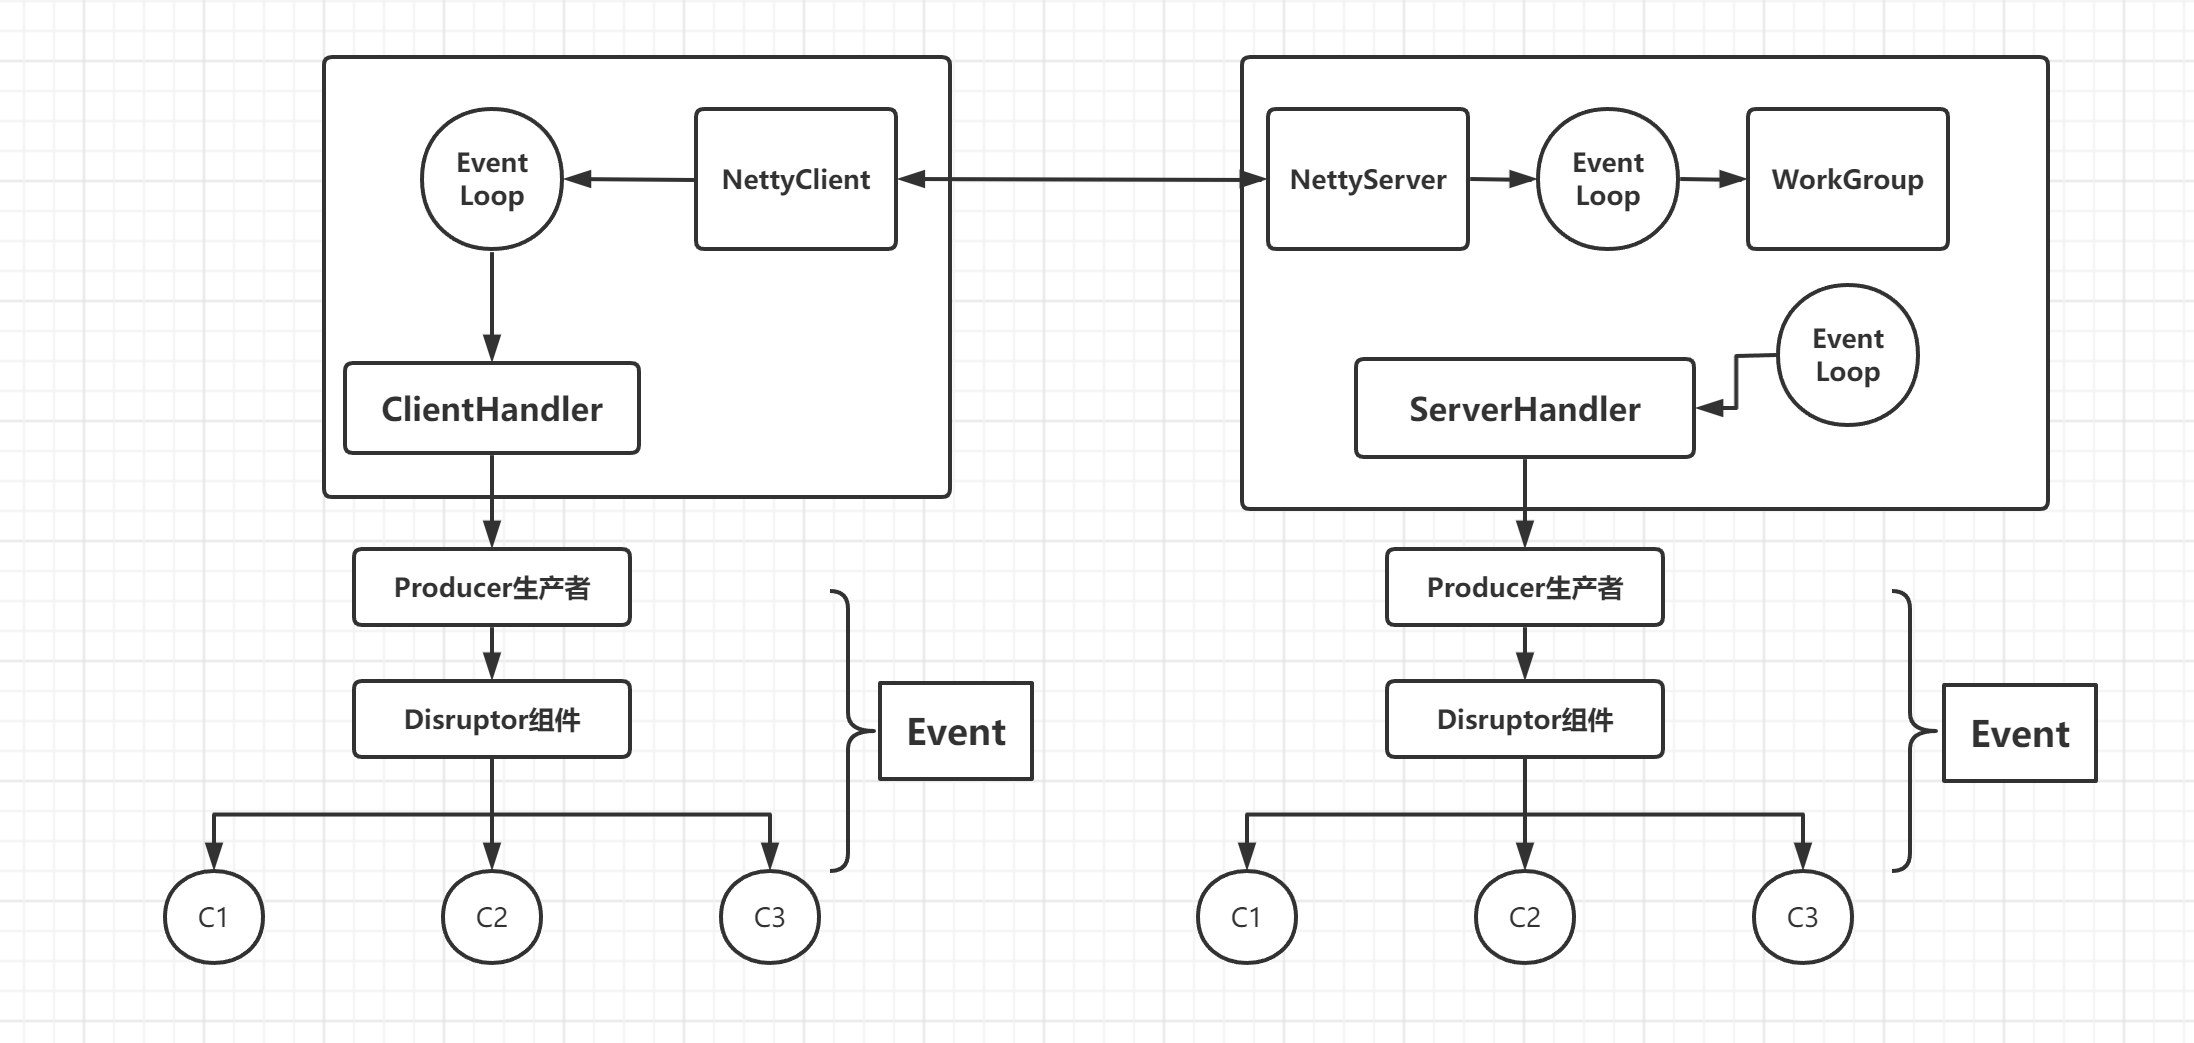 Event
Loop
NettyClient
ClientHandler
Producer生产者
Disruptor组件
Event
C1
C2
C3
NettyServer
Event
Loop
WorkGroup
Event
Loop
ServerHandler
Producer生产者
Disruptor组件
Event
C1
C2
C3